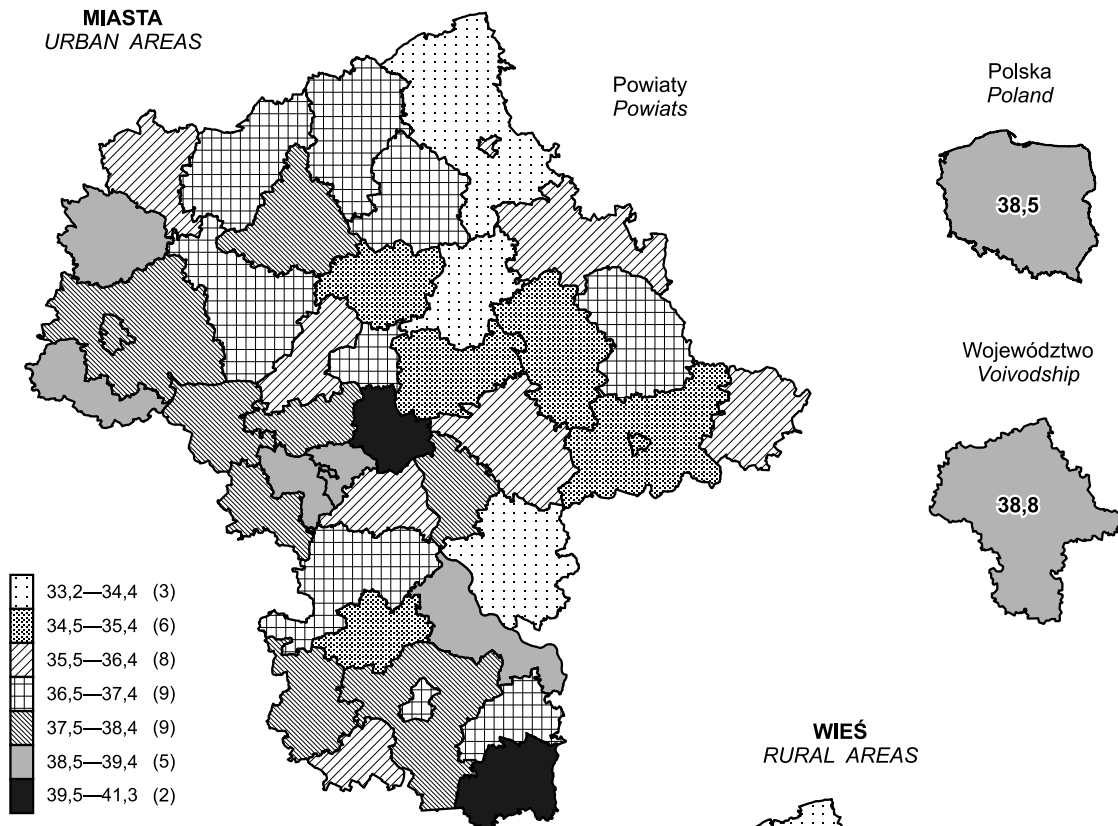 MIASTA
URBAN AREAS
Powiaty
Powiats
Polska
Poland
38,5
Województwo
Voivodship
38,8
33,2—34,4 (3)
34,5—35,4 (6)
35,5—36,4 (8)
36,5—37,4 (9)
37,5—38,4 (9)
38,5—39,4 (5)
39,5—41,3 (2)
WIEŚ
RURAL AREAS